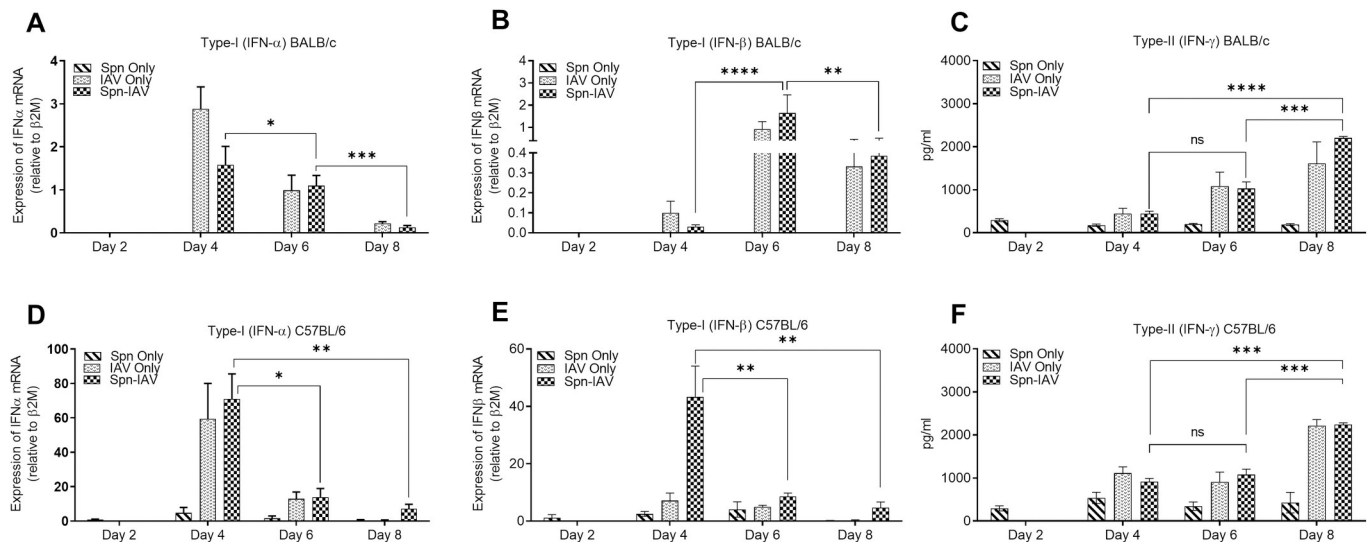 A
Type-I (IFN-α) BALB/c
Spn Only
IAV Only
Spn-IAV
Expression of IFNα mRNA
(relative to β2M)
4
3
2
1
0
*
***
Day 2
Day 4
Day 6
Day 8
B
Type-I (IFN-β) BALB/c
Spn Only
IAV Only
Spn-IAV
Expression of IFNβ mRNA
(relative to β2M)
4
3
2
1
0.4
0.3
0.2
0.1
0.0
****
**
Day 2
Day 4
Day 6
Day 8
C
Type-II (IFN-γ) BALB/c
Spn Only
IAV Only
Spn-IAV
pg/ml
4000
3000
2000
1000
0
****
***
ns
Day 2
Day 4
Day 6
Day 8
D
Type-I (IFN-α) C57BL/6
Spn Only
IAV Only
Spn-IAV
Expression of IFNα mRNA
(relative to β2M)
100
80
60
40
20
0
**
*
Day 2
Day 4
Day 6
Day 8
E
Type-I (IFN-β) C57BL/6
Spn Only
IAV Only
Spn-IAV
Expression of IFNβ mRNA
(relative to β2M)
60
40
20
0
**
**
Day 2
Day 4
Day 6
Day 8
F
Type-II (IFN-γ) C57BL/6
Spn Only
IAV Only
Spn-IAV
pg/ml
4000
3000
2000
1000
0
***
***
ns
Day 2
Day 4
Day 6
Day 8